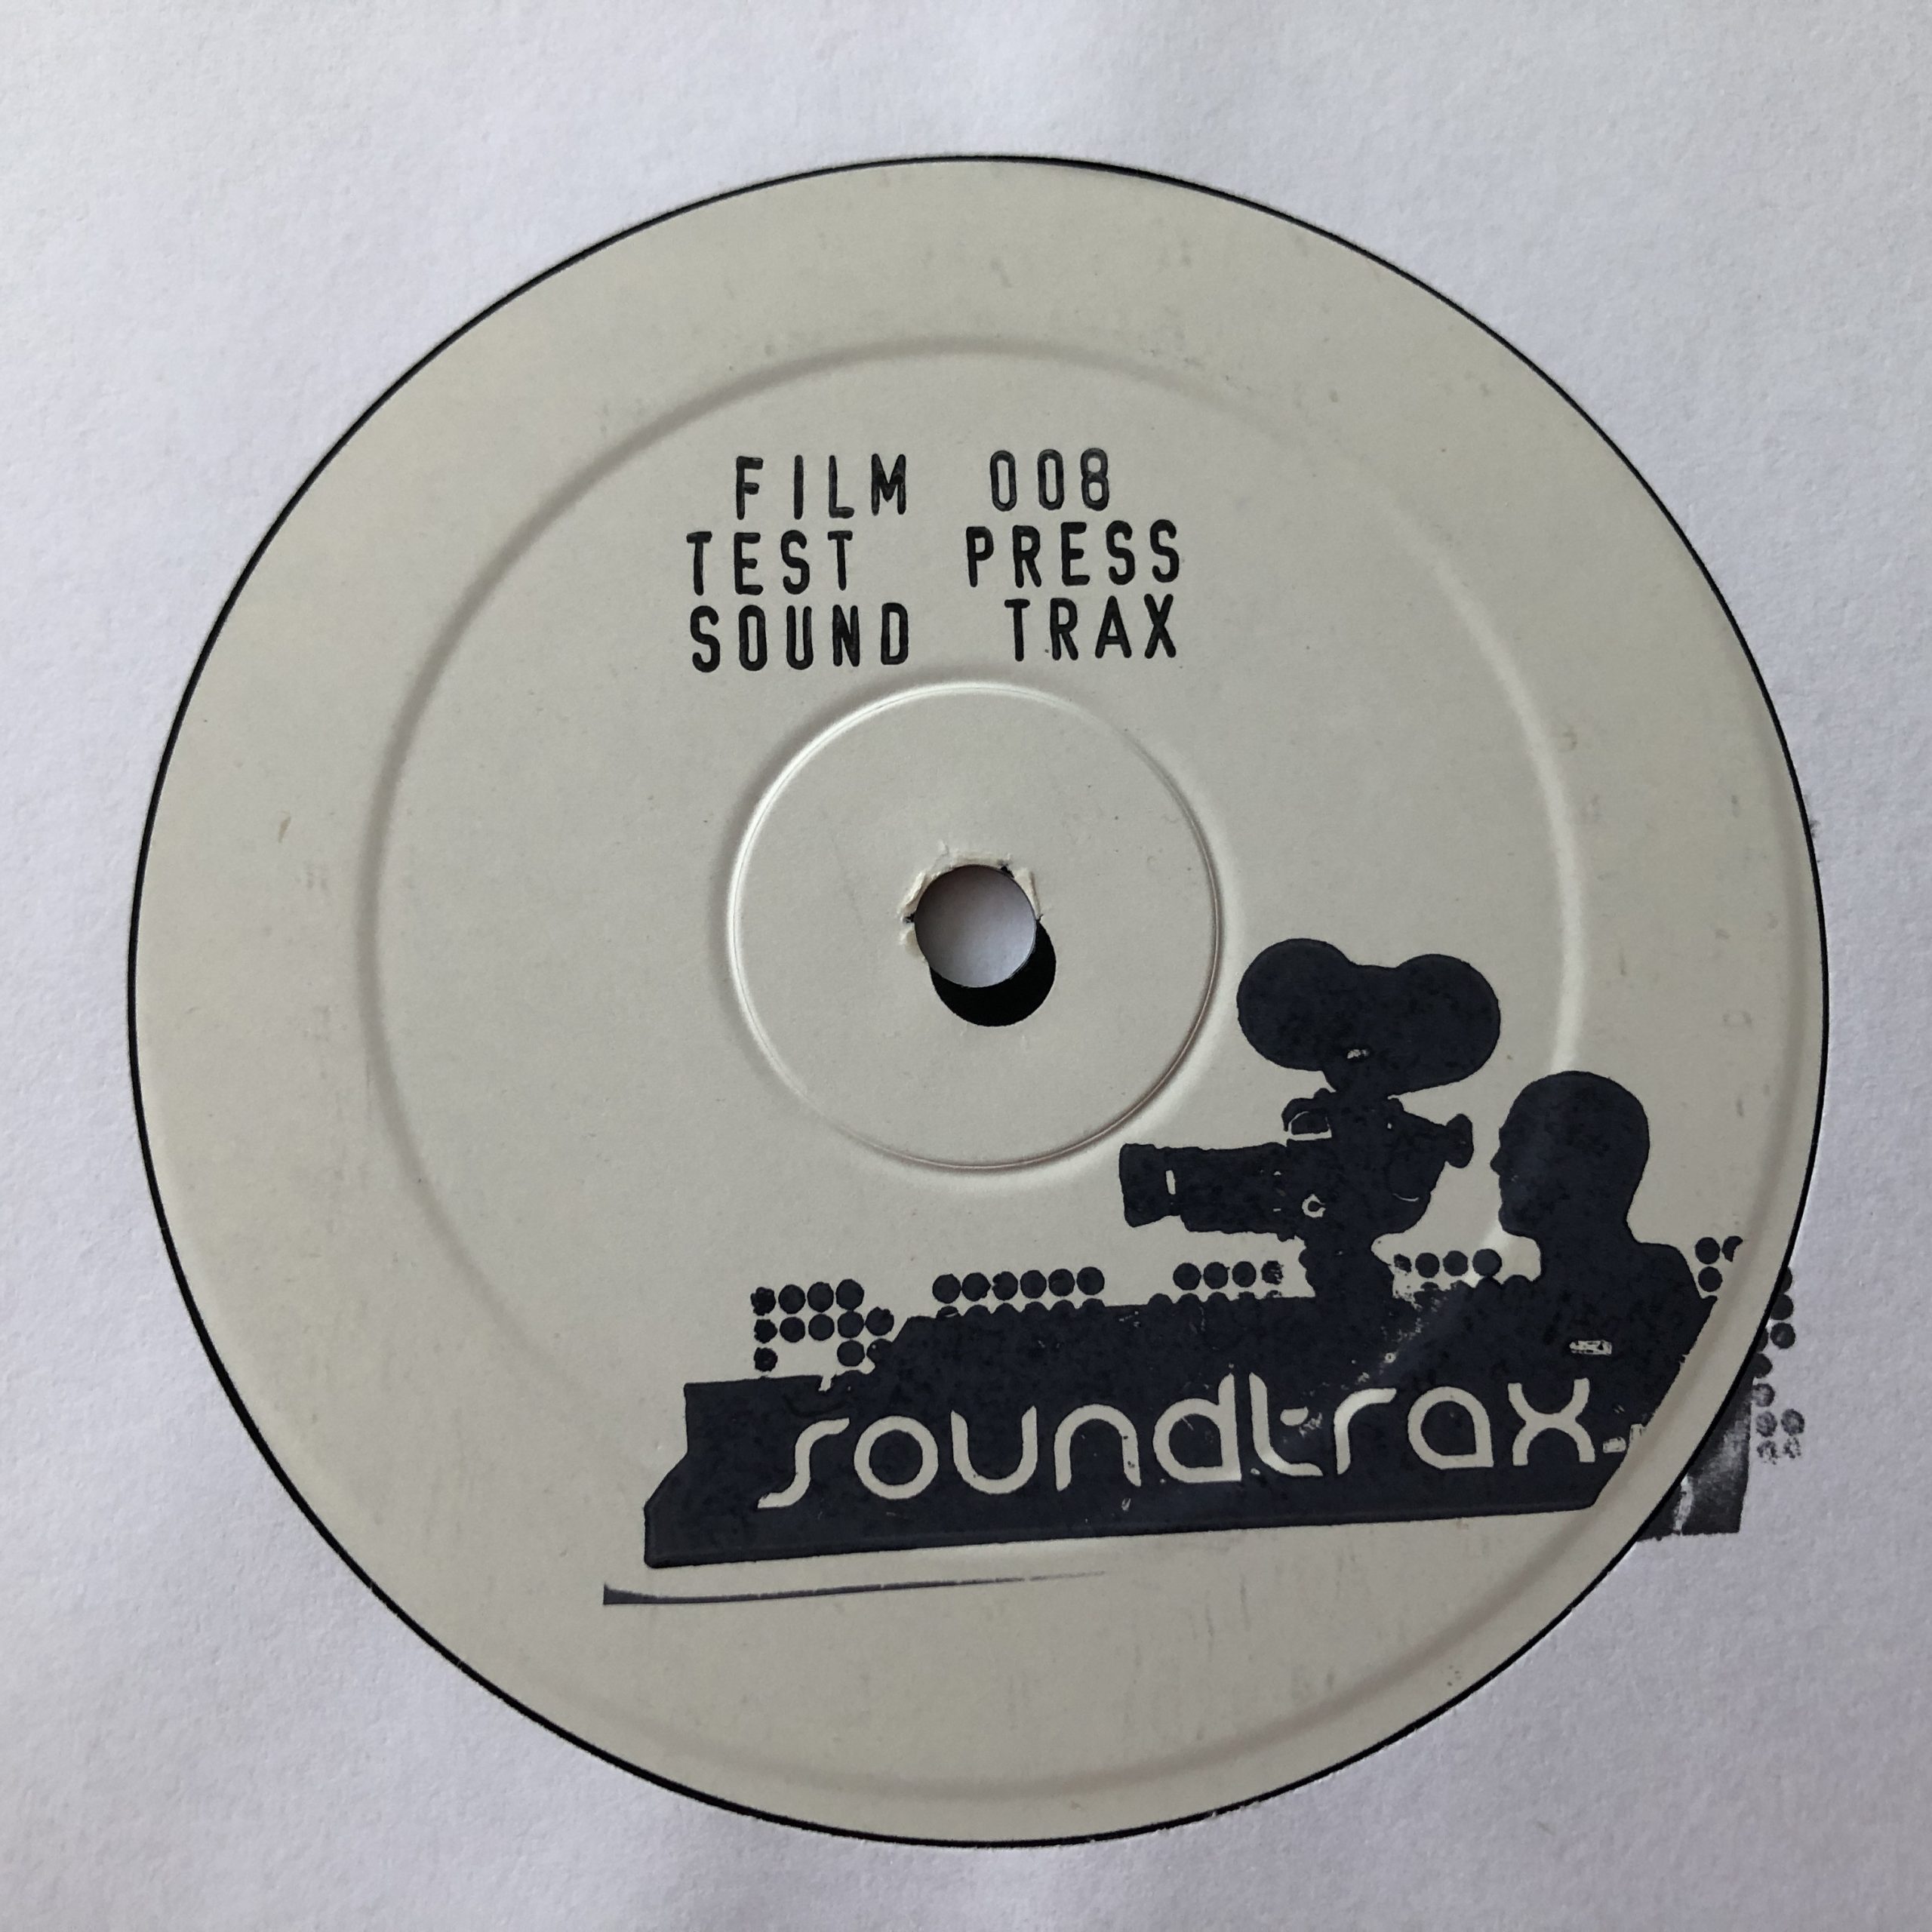 FILM 008
TEST PRESS
SOUND TRAX
soundtrax